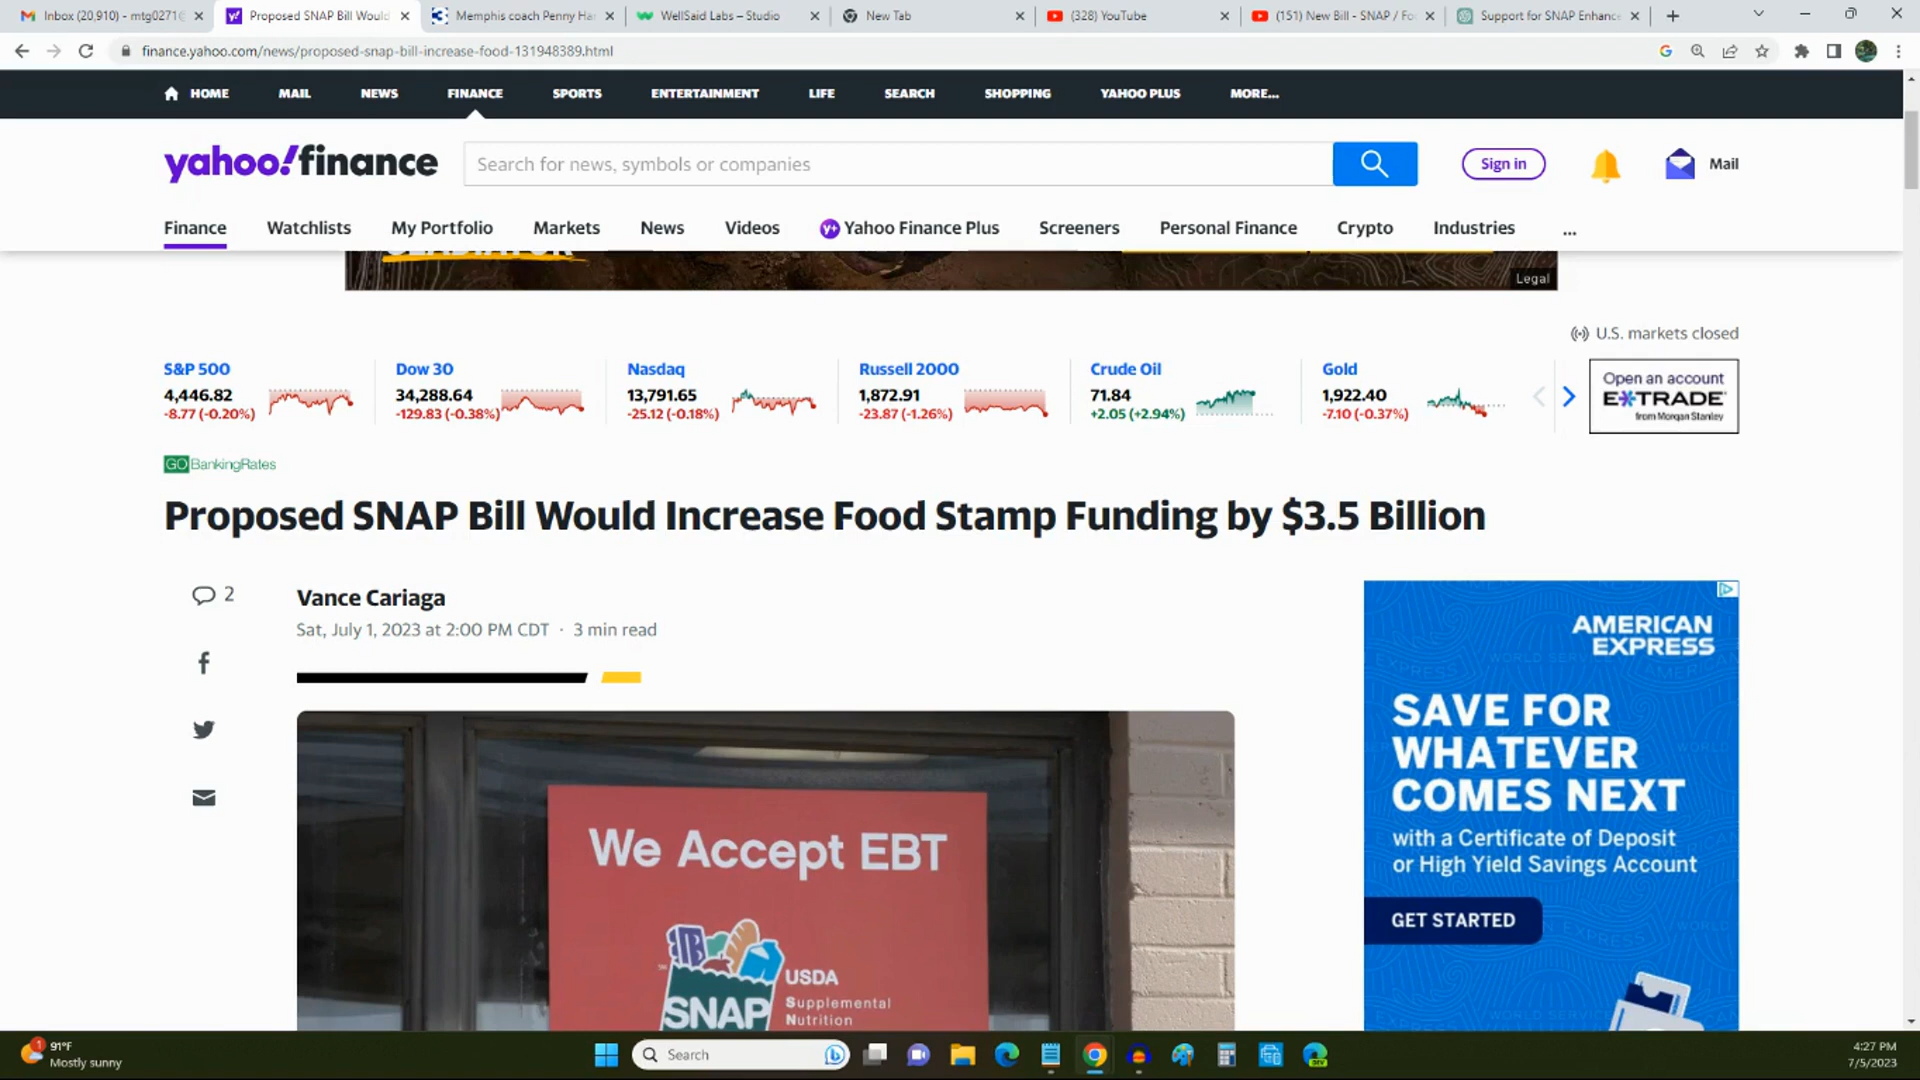 Inbox (20,910) - mtg0271
Proposed SNAP Bill Would
Memphis coach Penny Har
WellSaid Labs – Studio
New Tab
(328) YouTube
(151) New Bill - SNAP / Fo
Support for SNAP Enhance
finance.yahoo.com/news/proposed-snap-bill-increase-food-131948389.html
HOME MAIL NEWS FINANCE SPORTS ENTERTAINMENT LIFE SEARCH SHOPPING YAHOO PLUS MORE...
yahoo!finance
Search for news, symbols or companies
Sign in
Mail
Finance Watchlists My Portfolio Markets News Videos Yahoo Finance Plus Screeners Personal Finance Crypto Industries ...
Legal
U.S. markets closed
S&P 500
4,446.82
-8.77 (-0.20%)
Dow 30
34,288.64
-129.83 (-0.38%)
Nasdaq
13,791.65
-25.12 (-0.18%)
Russell 2000
1,872.91
-23.87 (-1.26%)
Crude Oil
71.84
+2.05 (+2.94%)
Gold
1,922.40
-7.10 (-0.37%)
Open an account
E*TRADE
from Morgan Stanley
GOBankingRates
Proposed SNAP Bill Would Increase Food Stamp Funding by $3.5 Billion
2
Vance Cariaga
Sat, July 1, 2023 at 2:00 PM CDT · 3 min read
We Accept EBT
SNAP
USDA
Supplemental
Nutrition
AMERICAN
EXPRESS
SAVE FOR
WHATEVER
COMES NEXT
with a Certificate of Deposit
or High Yield Savings Account
GET STARTED
1
91°F
Mostly sunny
Search
4:27 PM
7/5/2023